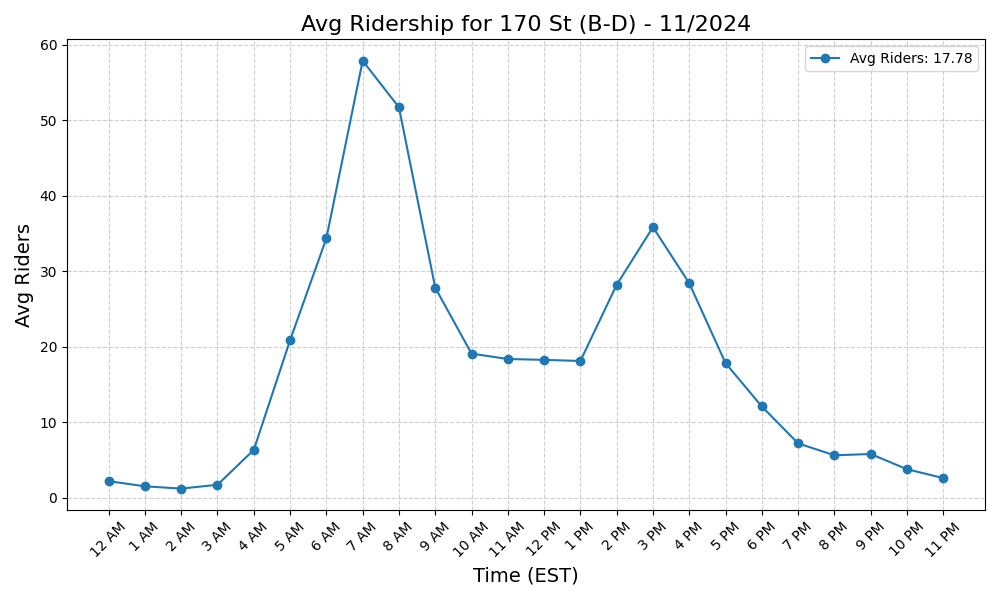 Avg Ridership for 170 St (B-D) - 11/2024
Avg Riders: 17.78
Avg Riders
60
50
40
30
20
10
0
12 AM
1 AM
2 AM
3 AM
4 AM
5 AM
6 AM
7 AM
8 AM
9 AM
10 AM
11 AM
12 PM
1 PM
2 PM
3 PM
4 PM
5 PM
6 PM
7 PM
8 PM
9 PM
10 PM
11 PM
Time (EST)